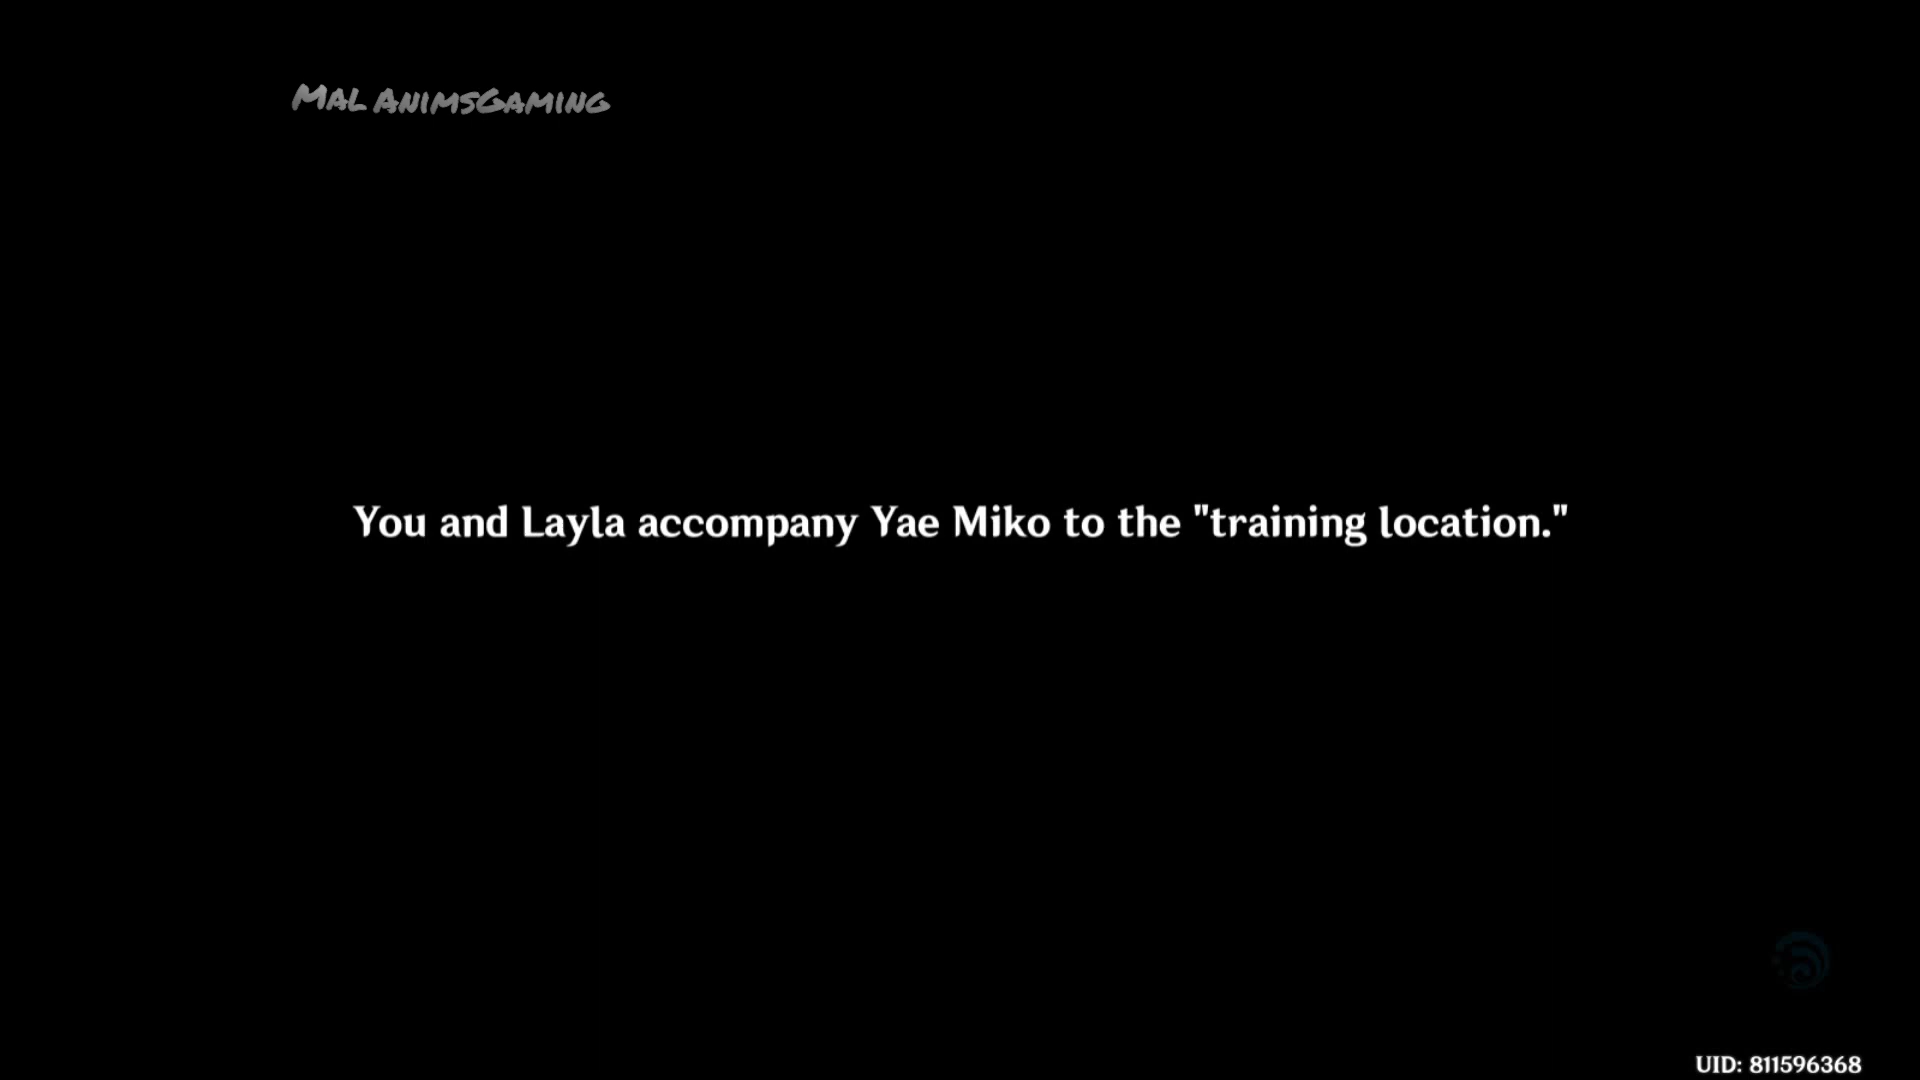 Mal AnimsGaming
You and Layla accompany Yae Miko to the "training location."
UID: 811596368